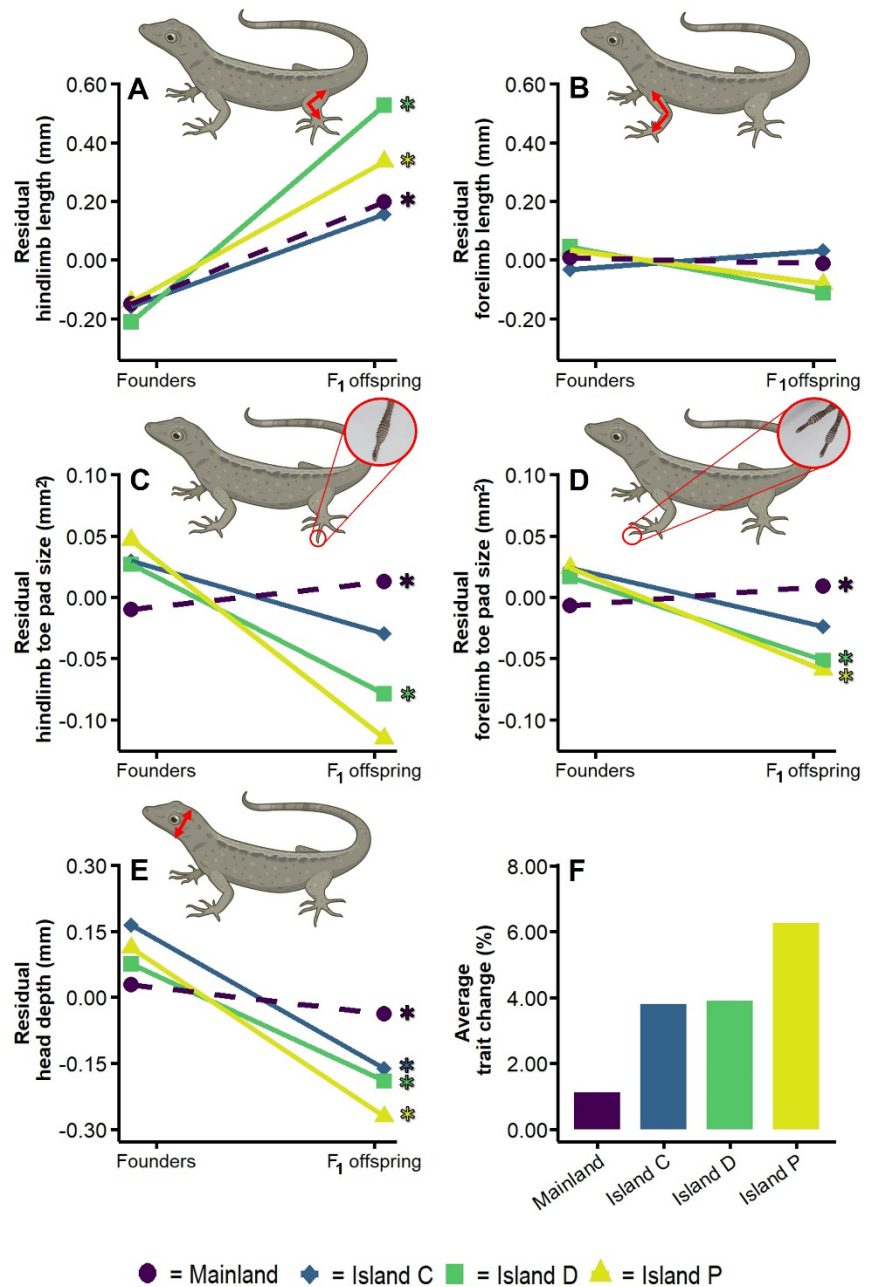 A
0.60
0.40
0.20
0.00
-0.20
Residual
hindlimb length (mm)
*
*
*
Founders
F1 offspring
B
0.60
0.40
0.20
0.00
-0.20
Residual
forelimb length (mm)
Founders
F1 offspring
C
0.10
0.05
0.00
-0.05
-0.10
Residual
hindlimb toe pad size (mm²)
*
*
Founders
F1 offspring
D
0.10
0.05
0.00
-0.05
-0.10
Residual
forelimb toe pad size (mm²)
*
*
*
Founders
F1 offspring
E
0.30
0.15
0.00
-0.15
-0.30
Residual
head depth (mm)
*
*
*
*
Founders
F1 offspring
F
8.00
6.00
4.00
2.00
0.00
Average
trait change (%)
Mainland
Island C
Island D
Island P
= Mainland = Island C = Island D = Island P